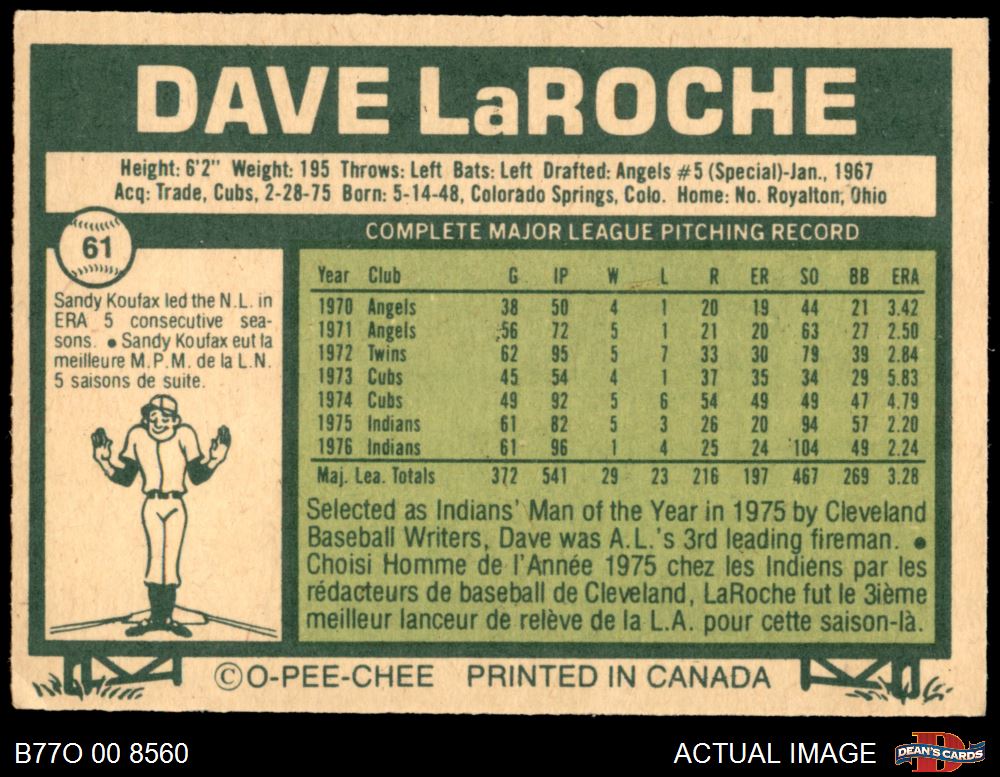 DAVE LaROCHE
Height: 6'2" Weight: 195 Throws: Left Bats: Left Drafted: Angels #5 (Special)-Jan., 1967
Acq: Trade, Cubs, 2-28-75 Born: 5-14-48, Colorado Springs, Colo. Home: No. Royalton, Ohio
61
Sandy Koufax led the N.L. in
ERA 5 consecutive sea-
sons. ● Sandy Koufax eut la
meilleure M.P.M. de la L.N.
5 saisons de suite.
COMPLETE MAJOR LEAGUE PITCHING RECORD
Year Club G IP W L R ER SO BB ERA
1970 Angels 38 50 4 1 20 19 44 21 3.42
1971 Angels 56 72 5 1 21 20 63 27 2.50
1972 Twins 62 95 5 7 33 30 79 39 2.84
1973 Cubs 45 54 4 1 37 35 34 29 5.83
1974 Cubs 49 92 5 6 54 49 49 47 4.79
1975 Indians 61 82 5 3 26 20 94 57 2.20
1976 Indians 61 96 1 4 25 24 104 49 2.24
Maj. Lea. Totals 372 541 29 23 216 197 467 269 3.28
Selected as Indians' Man of the Year in 1975 by Cleveland
Baseball Writers, Dave was A.L.'s 3rd leading fireman. ●
Choisi Homme de l'Année 1975 chez les Indiens par les
rédacteurs de baseball de Cleveland, LaRoche fut le 3ième
meilleur lanceur de relève de la L.A. pour cette saison-là.
©O-PEE-CHEE PRINTED IN CANADA
B77O 00 8560
ACTUAL IMAGE
D
DEAN'S CARDS